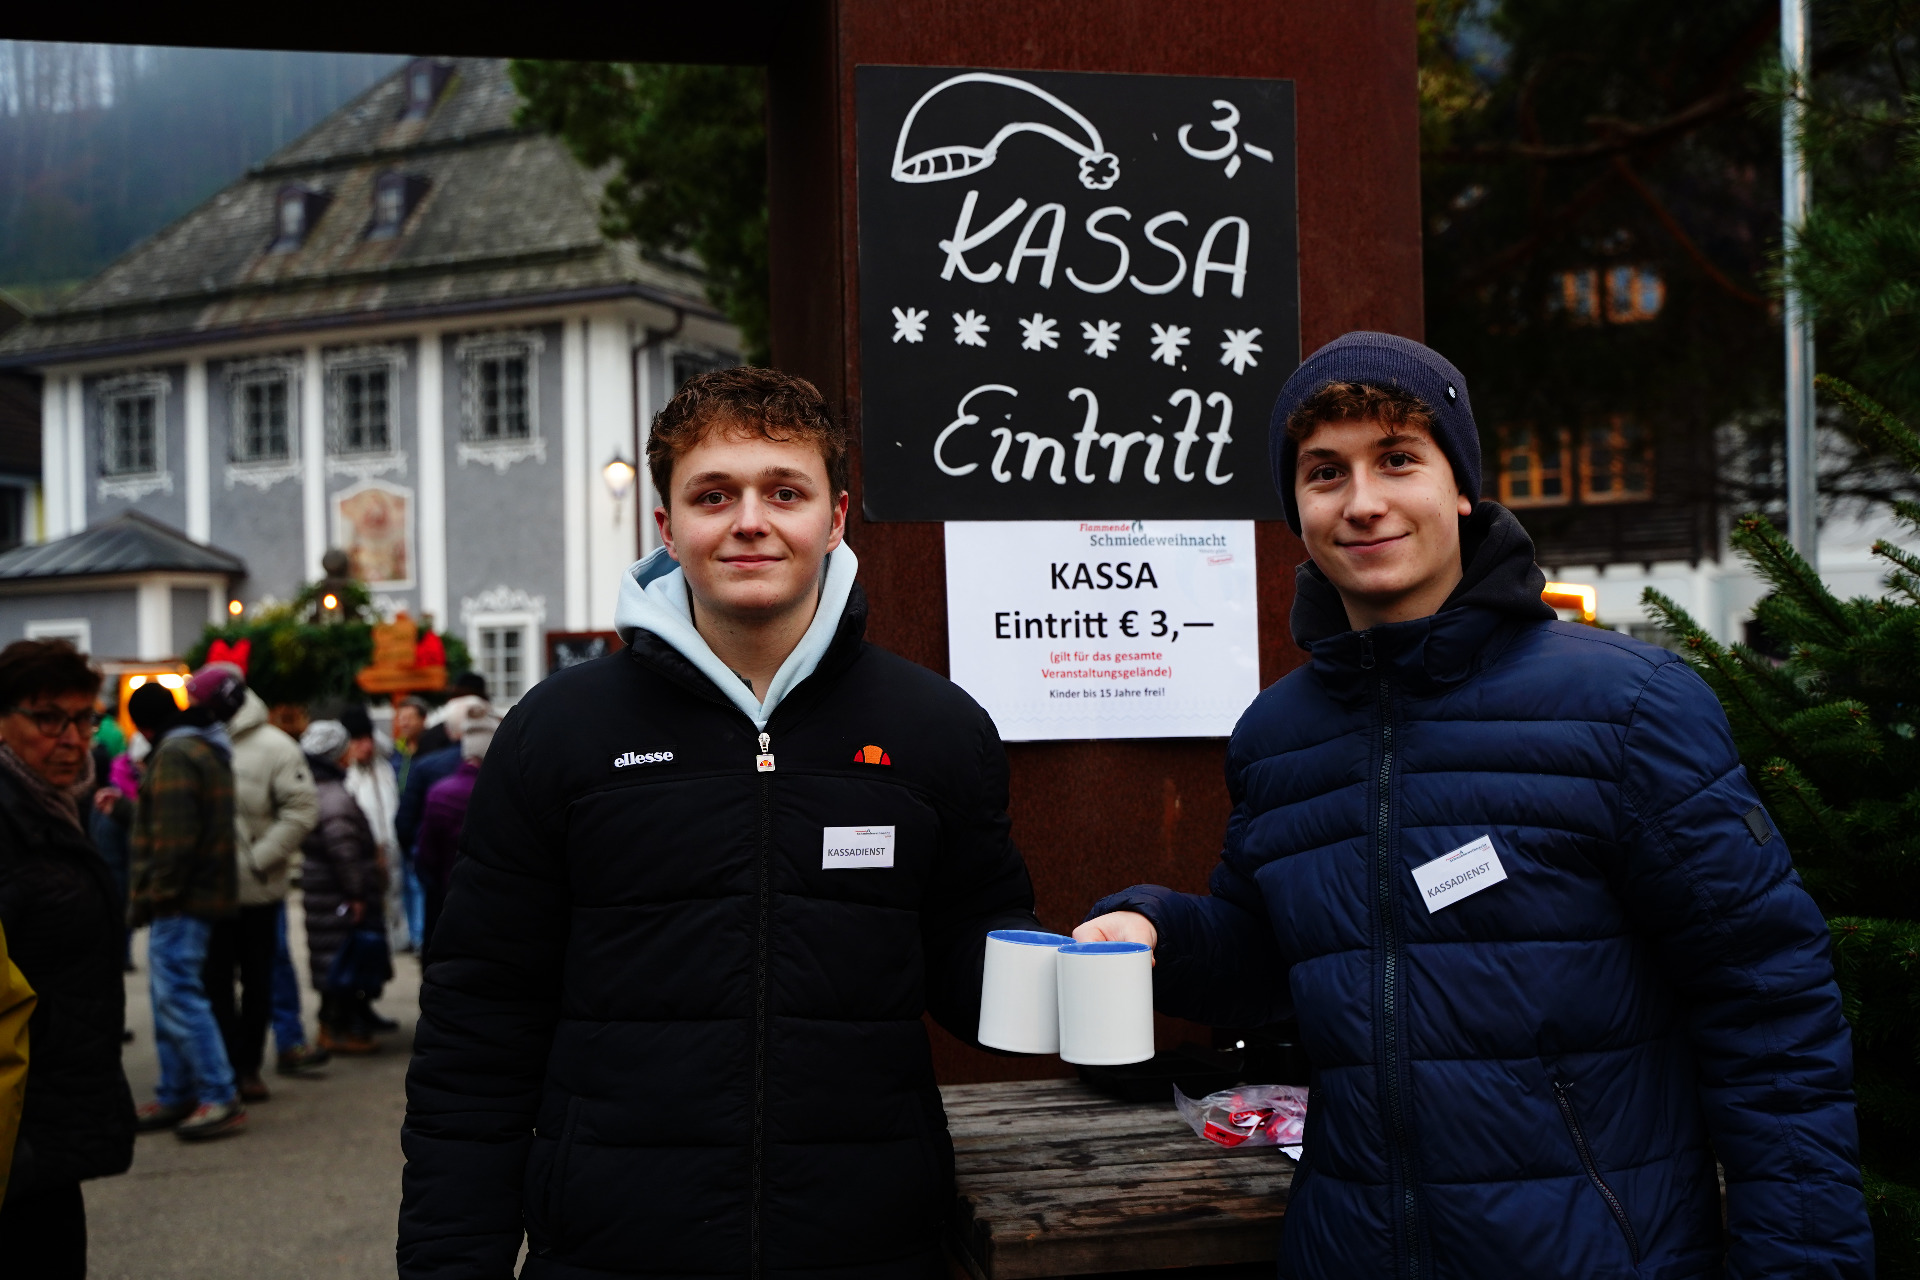 3,-
KASSA
******
Eintritt
Flammende
Schmiedeweihnacht
KASSA
Eintritt € 3,—
(gilt für das gesamte
Veranstaltungsgelände)
Kinder bis 15 Jahre frei!
ellesse
KASSADIENST
Schmiedeweihnacht
KASSADIENST